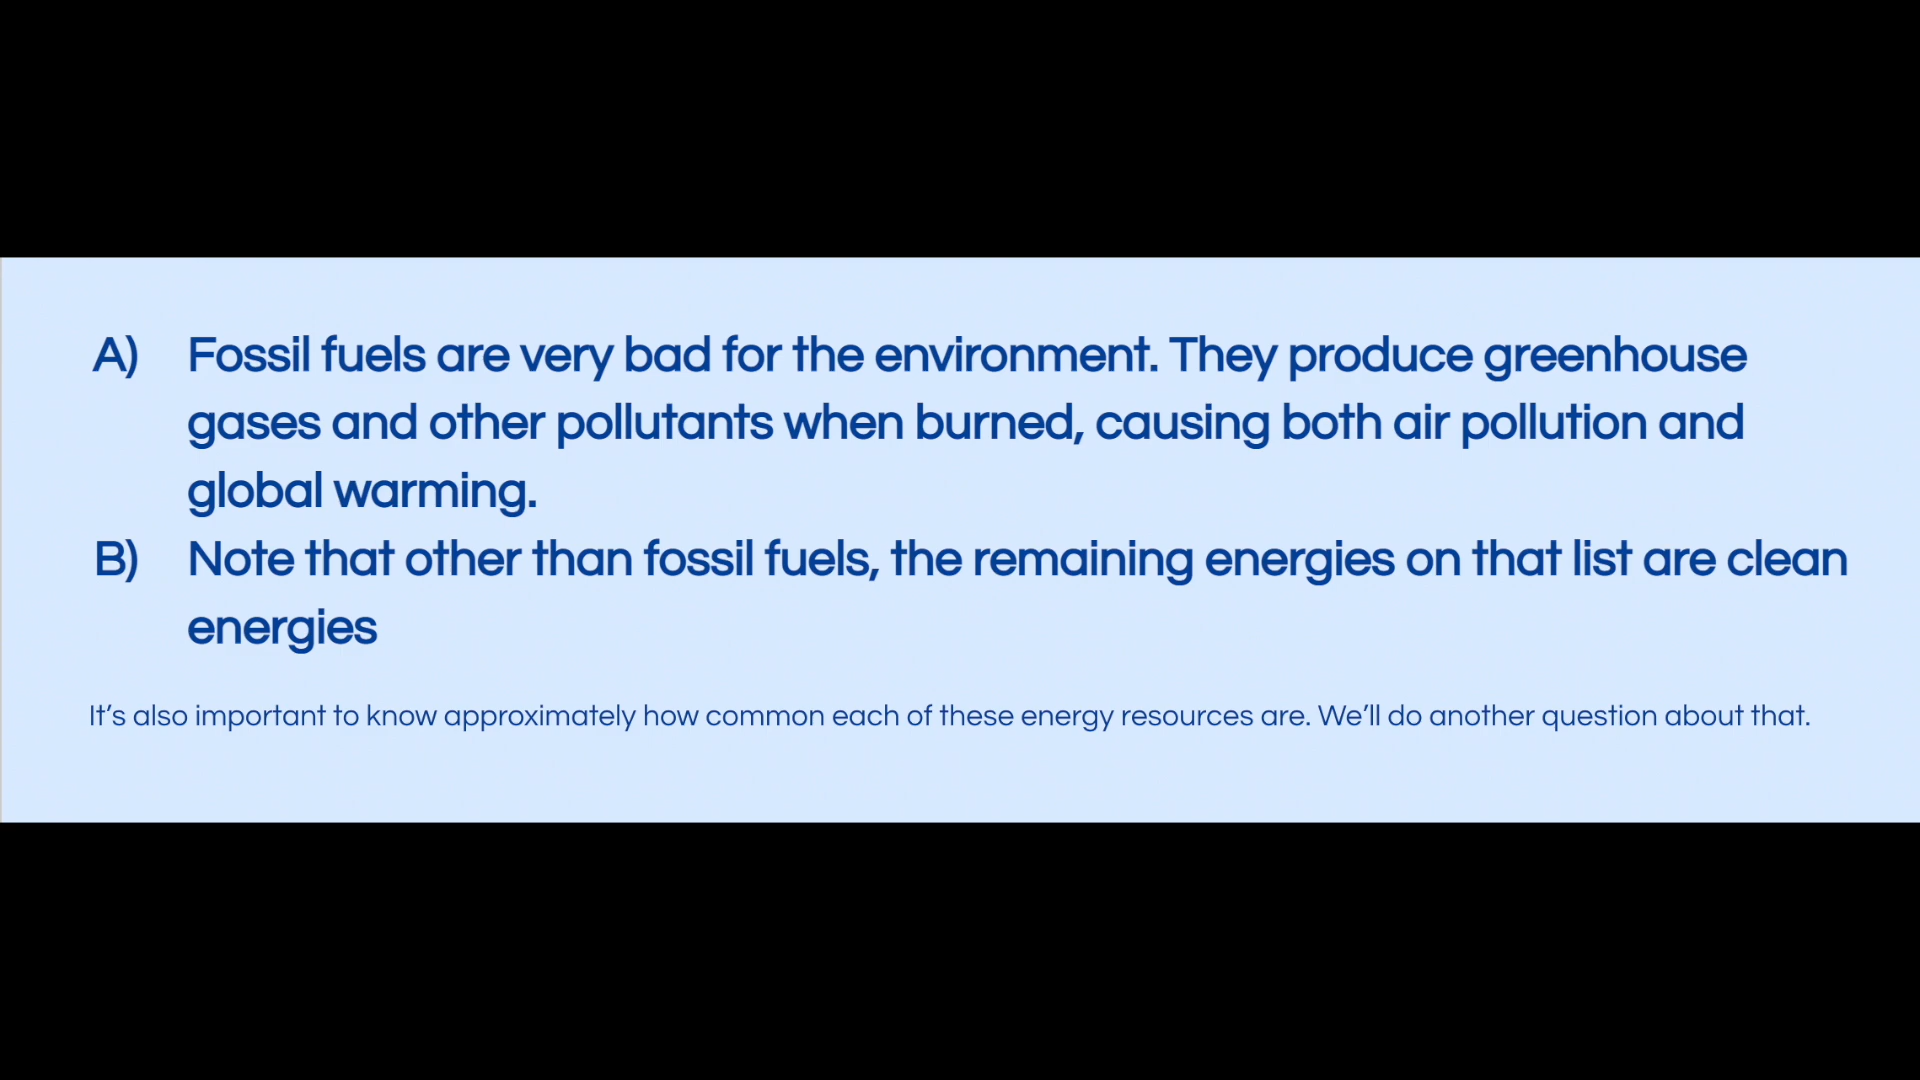 A) Fossil fuels are very bad for the environment. They produce greenhouse
gases and other pollutants when burned, causing both air pollution and
global warming.
B) Note that other than fossil fuels, the remaining energies on that list are clean
energies
It’s also important to know approximately how common each of these energy resources are. We’ll do another question about that.